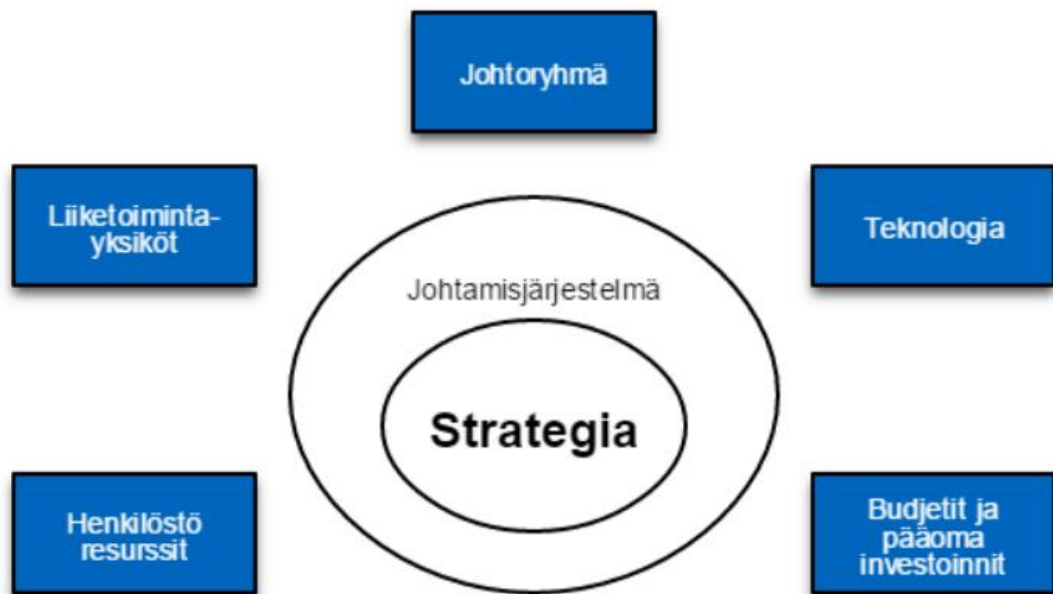 Johtoryhmä
Liiketoiminta-
yksiköt
Teknologia
Johtamisjärjestelmä
Strategia
Henkilöstö
resurssit
Budjetit ja
pääoma
investoinnit